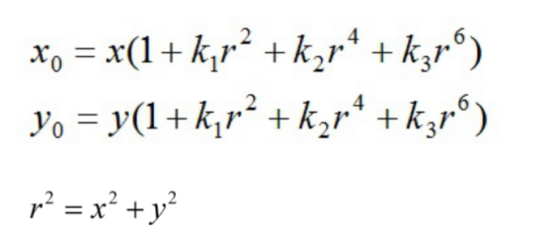 x₀ = x(1 + k₁r² + k₂r⁴ + k₃r⁶)
y₀ = y(1 + k₁r² + k₂r⁴ + k₃r⁶)
r² = x² + y²